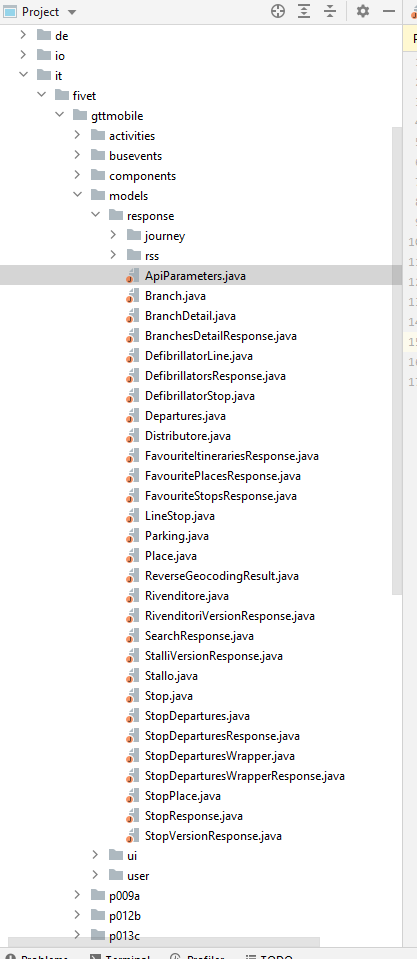 Project
de
io
it
fivet
gttmobile
activities
busevents
components
models
response
journey
rss
ApiParameters.java
Branch.java
BranchDetail.java
BranchesDetailResponse.java
DefibrillatorLine.java
DefibrillatorsResponse.java
DefibrillatorStop.java
Departures.java
Distributore.java
FavouriteItinerariesResponse.java
FavouritePlacesResponse.java
FavouriteStopsResponse.java
LineStop.java
Parking.java
Place.java
ReverseGeocodingResult.java
Rivenditore.java
RivenditoriVersionResponse.java
SearchResponse.java
StalliVersionResponse.java
Stallo.java
Stop.java
StopDepartures.java
StopDeparturesResponse.java
StopDeparturesWrapper.java
StopDeparturesWrapperResponse.java
StopPlace.java
StopResponse.java
StopVersionResponse.java
ui
user
p009a
p012b
p013c
Problems Terminal Profiler TODO